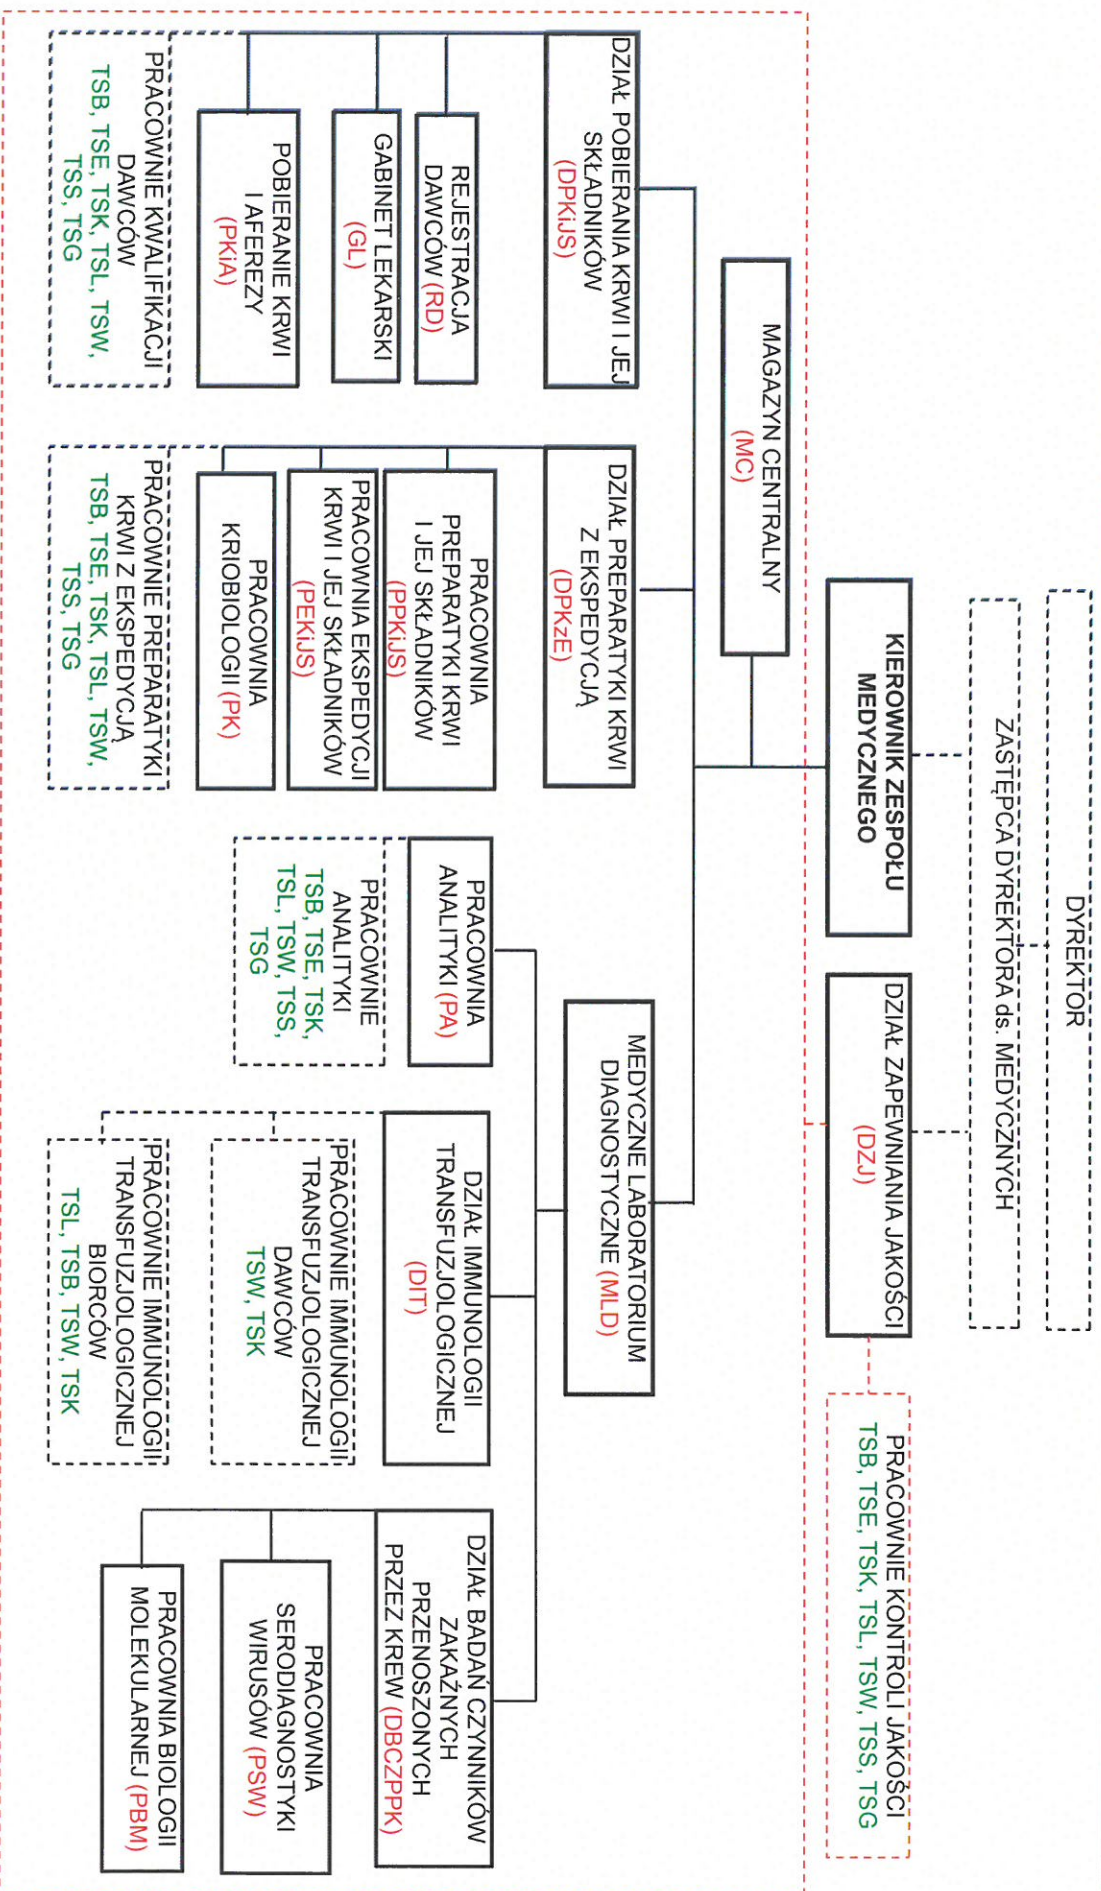 DYREKTOR
ZASTĘPCA DYREKTORA ds. MEDYCZNYCH
KIEROWNIK ZESPOŁU
MEDYCZNEGO
DZIAŁ ZAPEWNIANIA JAKOŚCI
(DZJ)
PRACOWNIE KONTROLI JAKOŚCI
TSB, TSE, TSK, TSL, TSW, TSS, TSG
MAGAZYN CENTRALNY
(MC)
DZIAŁ POBIERANIA KRWI I JEJ
SKŁADNIKÓW
(DPKiJS)
REJESTRACJA
DAWCÓW (RD)
GABINET LEKARSKI
(GL)
POBIERANIE KRWI
I AFEREZY
(PKiA)
PRACOWNIE KWALIFIKACJI
DAWCÓW
TSB, TSE, TSK, TSL, TSW,
TSS, TSG
DZIAŁ PREPARATYKI KRWI
Z EKSPEDYCJĄ
(DPKzE)
PRACOWNIA
PREPARATYKI KRWI
I JEJ SKŁADNIKÓW
(PPKiJS)
PRACOWNIA EKSPEDYCJI
KRWI I JEJ SKŁADNIKÓW
(PEKiJS)
PRACOWNIA
KRIOBIOLOGII (PK)
PRACOWNIE PREPARATYKI
KRWI Z EKSPEDYCJĄ
TSB, TSE, TSK, TSL, TSW,
TSS, TSG
MEDYCZNE LABORATORIUM
DIAGNOSTYCZNE (MLD)
PRACOWNIA
ANALITYKI (PA)
PRACOWNIE
ANALITYKI
TSB, TSE, TSK,
TSL, TSW, TSS,
TSG
DZIAŁ IMMUNOLOGII
TRANSFUZJOLOGICZNEJ
(DIT)
PRACOWNIE IMMUNOLOGII
TRANSFUZJOLOGICZNEJ
DAWCÓW
TSW, TSK
PRACOWNIE IMMUNOLOGII
TRANSFUZJOLOGICZNEJ
BIORCÓW
TSL, TSB, TSW, TSK
DZIAŁ BADAŃ CZYNNIKÓW
ZAKAŹNYCH
PRZENOSZONYCH
PRZEZ KREW (DBCZPPK)
PRACOWNIA
SERODIAGNOSTYKI
WIRUSÓW (PSW)
PRACOWNIA BIOLOGII
MOLEKULARNEJ (PBM)